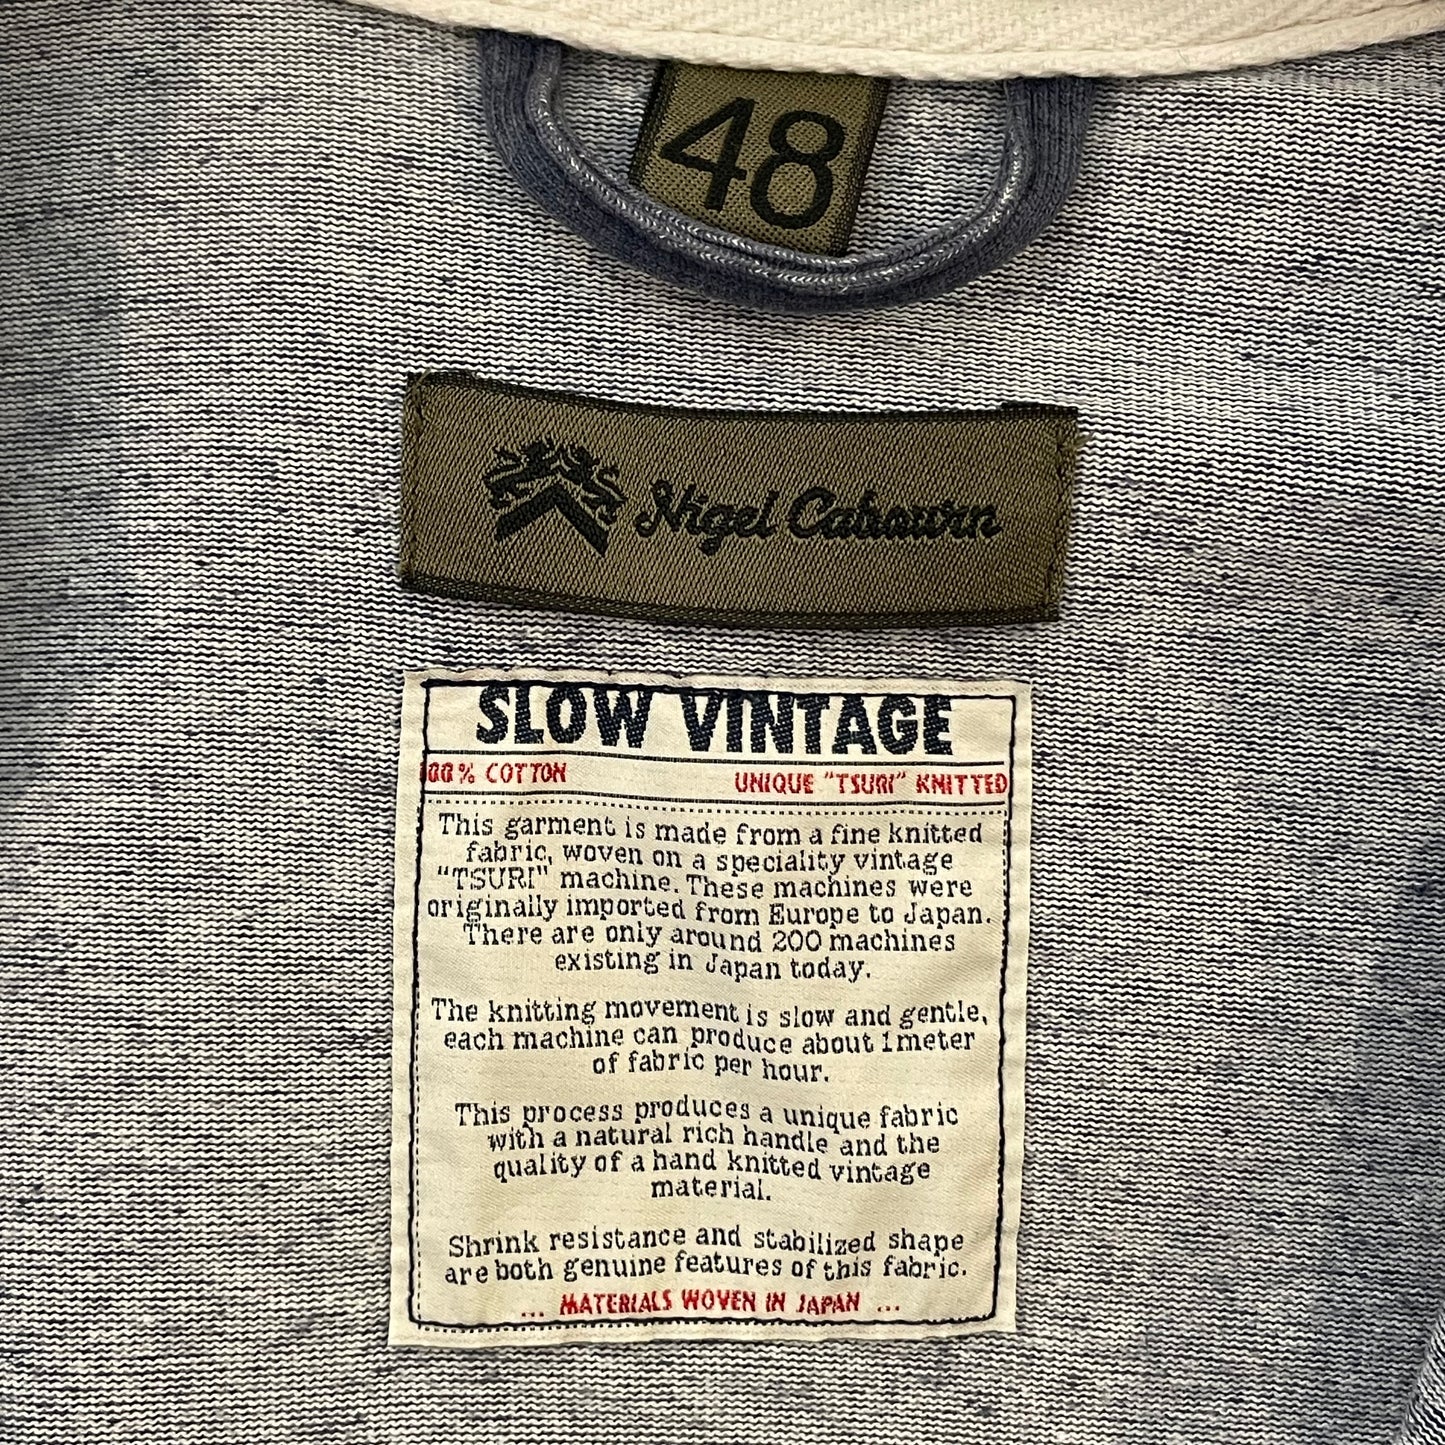 48
Nigel Cabourn
SLOW VINTAGE
100% COTTON UNIQUE "TSURI" KNITTED
This garment is made from a fine knitted
fabric, woven on a speciality vintage
"TSURI" machine. These machines were
originally imported from Europe to Japan.
There are only around 200 machines
existing in Japan today.
The knitting movement is slow and gentle,
each machine can produce about 1meter
of fabric per hour.
This process produces a unique fabric
with a natural rich handle and the
quality of a hand knitted vintage
material.
Shrink resistance and stabilized shape
are both genuine features of this fabric.
... MATERIALS WOVEN IN JAPAN ...